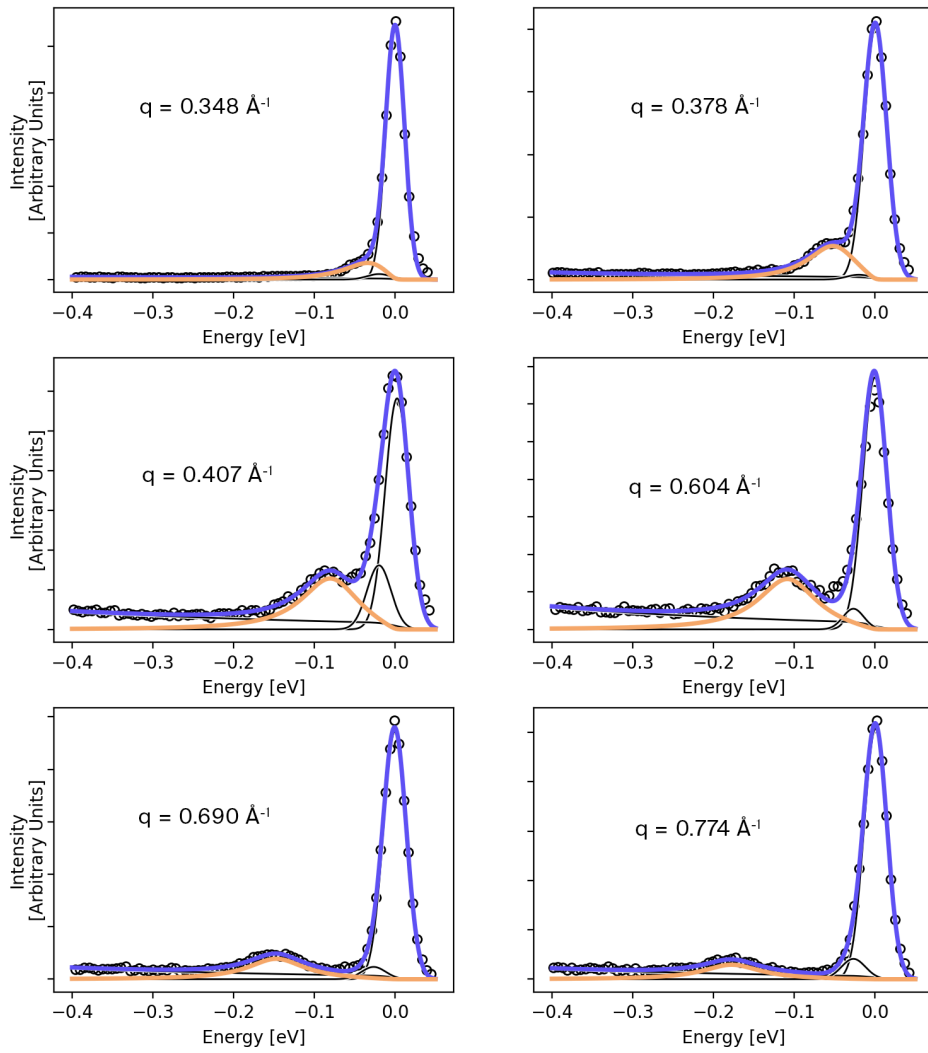 Intensity
[Arbitrary Units]
q = 0.348 Å⁻¹
−0.4 −0.3 −0.2 −0.1 0.0
Energy [eV]
q = 0.378 Å⁻¹
−0.4 −0.3 −0.2 −0.1 0.0
Energy [eV]
Intensity
[Arbitrary Units]
q = 0.407 Å⁻¹
−0.4 −0.3 −0.2 −0.1 0.0
Energy [eV]
q = 0.604 Å⁻¹
−0.4 −0.3 −0.2 −0.1 0.0
Energy [eV]
Intensity
[Arbitrary Units]
q = 0.690 Å⁻¹
−0.4 −0.3 −0.2 −0.1 0.0
Energy [eV]
q = 0.774 Å⁻¹
−0.4 −0.3 −0.2 −0.1 0.0
Energy [eV]